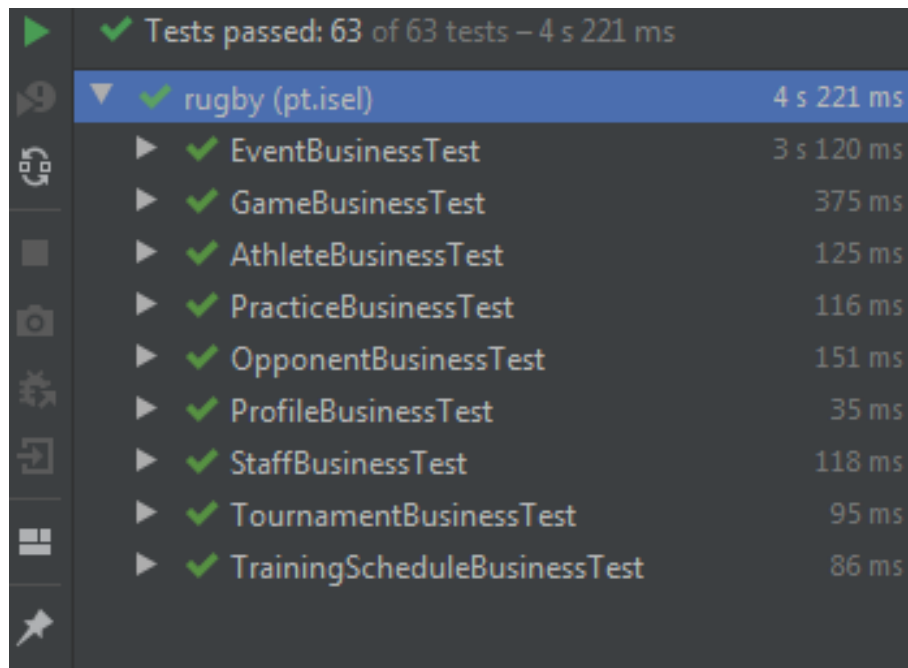 Tests passed: 63 of 63 tests – 4 s 221 ms
rugby (pt.isel) 4 s 221 ms
EventBusinessTest 3 s 120 ms
GameBusinessTest 375 ms
AthleteBusinessTest 125 ms
PracticeBusinessTest 116 ms
OpponentBusinessTest 151 ms
ProfileBusinessTest 35 ms
StaffBusinessTest 118 ms
TournamentBusinessTest 95 ms
TrainingScheduleBusinessTest 86 ms